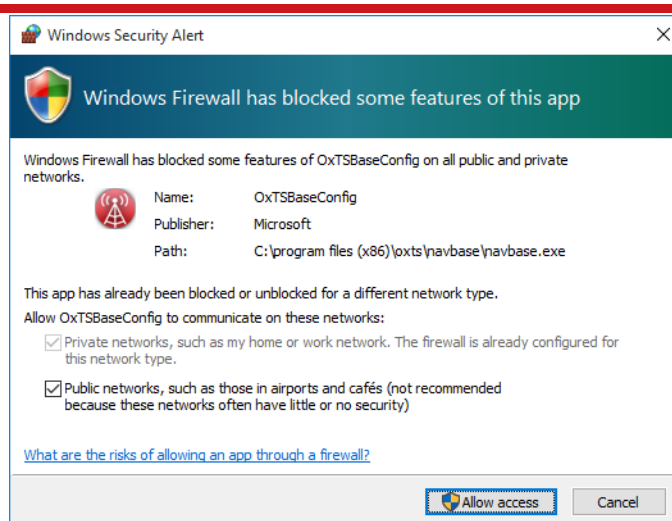 Windows Security Alert
Windows Firewall has blocked some features of this app
Windows Firewall has blocked some features of OxTSBaseConfig on all public and private
networks.
Name: OxTSBaseConfig
Publisher: Microsoft
Path: C:\program files (x86)\oxts\navbase\navbase.exe
This app has already been blocked or unblocked for a different network type.
Allow OxTSBaseConfig to communicate on these networks:
Private networks, such as my home or work network. The firewall is already configured for
this network type.
Public networks, such as those in airports and cafés (not recommended
because these networks often have little or no security)
What are the risks of allowing an app through a firewall?
Allow access Cancel